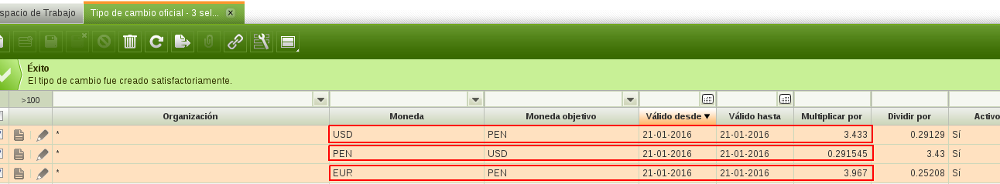 spacio de Trabajo Tipo de cambio oficial - 3 sel...
Éxito
El tipo de cambio fue creado satisfactoriamente.
>100
Organización Moneda Moneda objetivo Válido desde Válido hasta Multiplicar por Dividir por Activo
* USD PEN 21-01-2016 21-01-2016 3.433 0.29129 Sí
* PEN USD 21-01-2016 21-01-2016 0.291545 3.43 Sí
* EUR PEN 21-01-2016 21-01-2016 3.967 0.25208 Sí